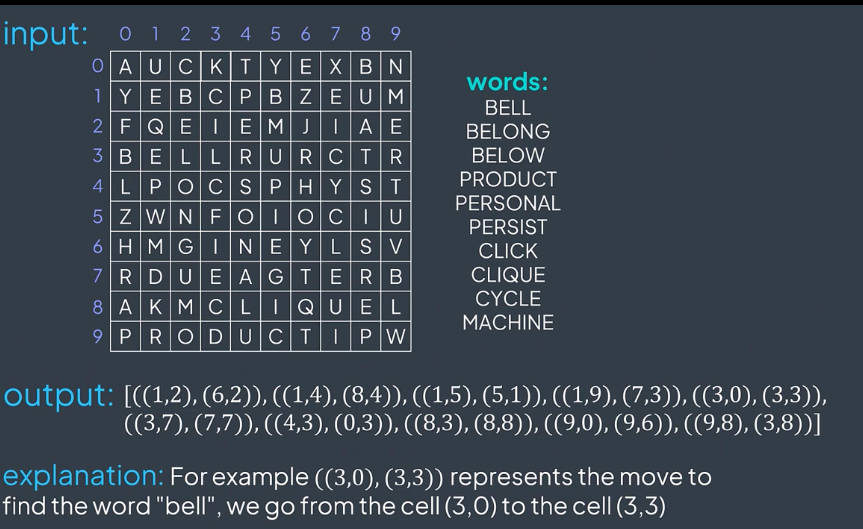 input: 0 1 2 3 4 5 6 7 8 9
0 A U C K T Y E X B N
1 Y E B C P B Z E U M
2 F Q E I E M J I A E
3 B E L L R U R C T R
4 L P O C S P H Y S T
5 Z W N F O I O C I U
6 H M G I N E Y L S V
7 R D U E A G T E R B
8 A K M C L I Q U E L
9 P R O D U C T I P W
words:
BELL
BELONG
BELOW
PRODUCT
PERSONAL
PERSIST
CLICK
CLIQUE
CYCLE
MACHINE
output: [((1,2), (6,2)), ((1,4), (8,4)), ((1,5), (5,1)), ((1,9), (7,3)), ((3,0), (3,3)),
((3,7), (7,7)), ((4,3), (0,3)), ((8,3), (8,8)), ((9,0), (9,6)), ((9,8), (3,8))]
explanation: For example ((3,0), (3,3)) represents the move to
find the word "bell", we go from the cell (3,0) to the cell (3,3)